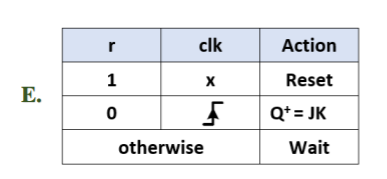 r clk Action
1 x Reset
E.
0 Q⁺ = JK
otherwise Wait